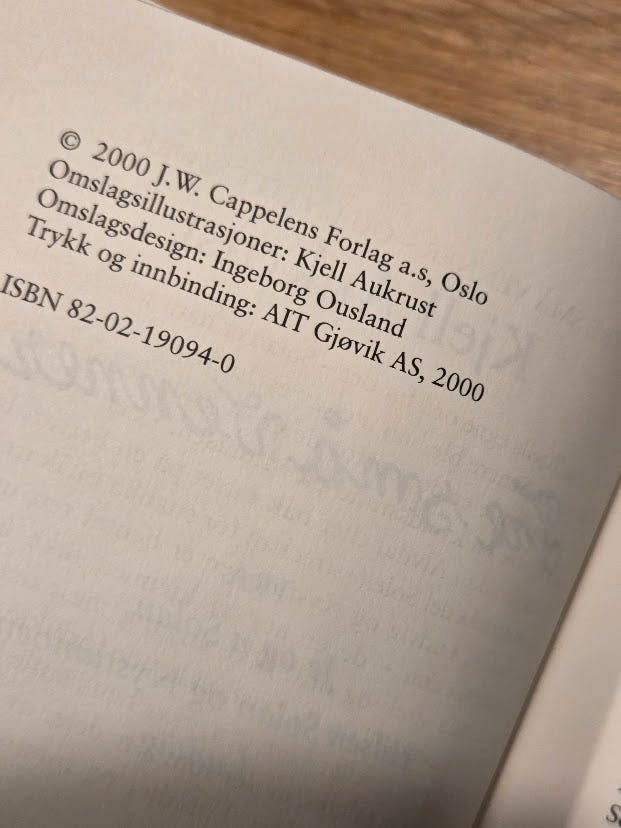 © 2000 J.W. Cappelens Forlag a.s, Oslo
Omslagsillustrasjoner: Kjell Aukrust
Omslagsdesign: Ingeborg Ousland
Trykk og innbinding: AIT Gjøvik AS, 2000
ISBN 82-02-19094-0